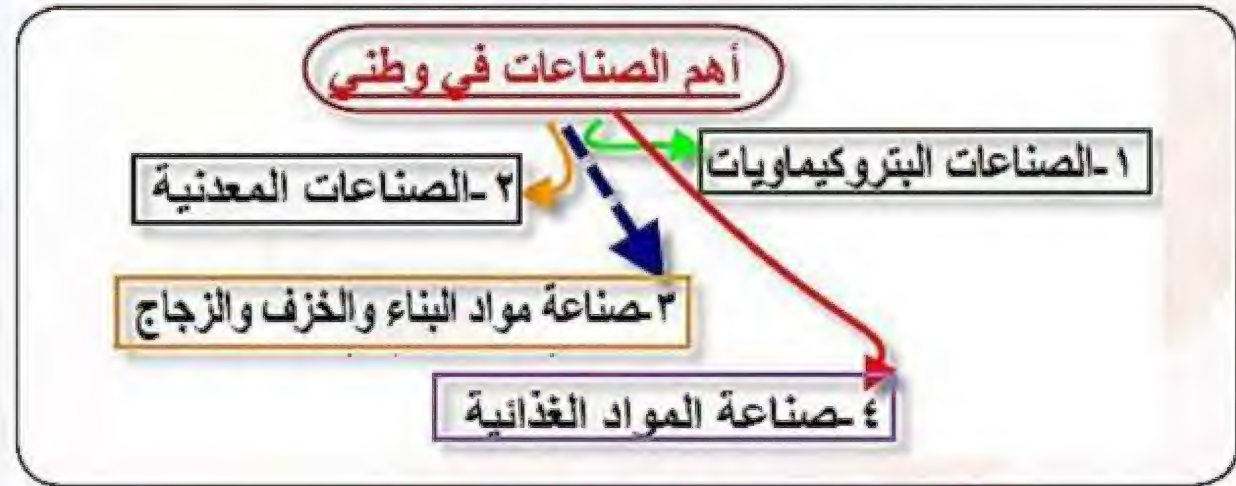 أهم الصناعات في وطني
١-الصناعات البتروكيماويات
٢-الصناعات المعدنية
٣-صناعة مواد البناء والخزف والزجاج
٤-صناعة المواد الغذائية